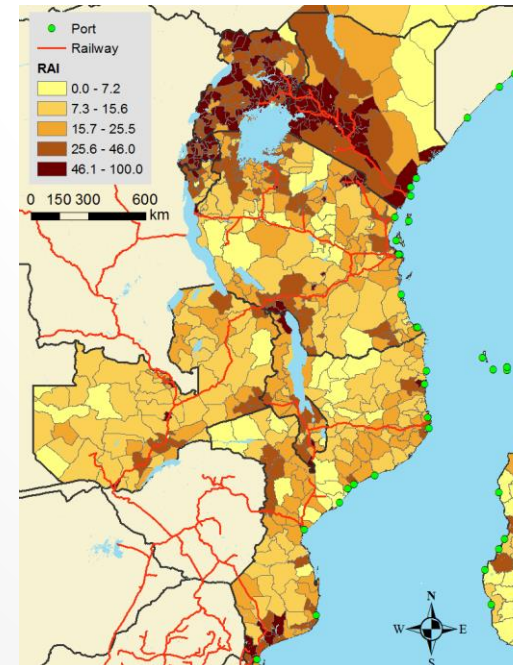 Port
Railway
RAI
0.0 - 7.2
7.3 - 15.6
15.7 - 25.5
25.6 - 46.0
46.1 - 100.0
0 150 300 600
km
N
W E
S